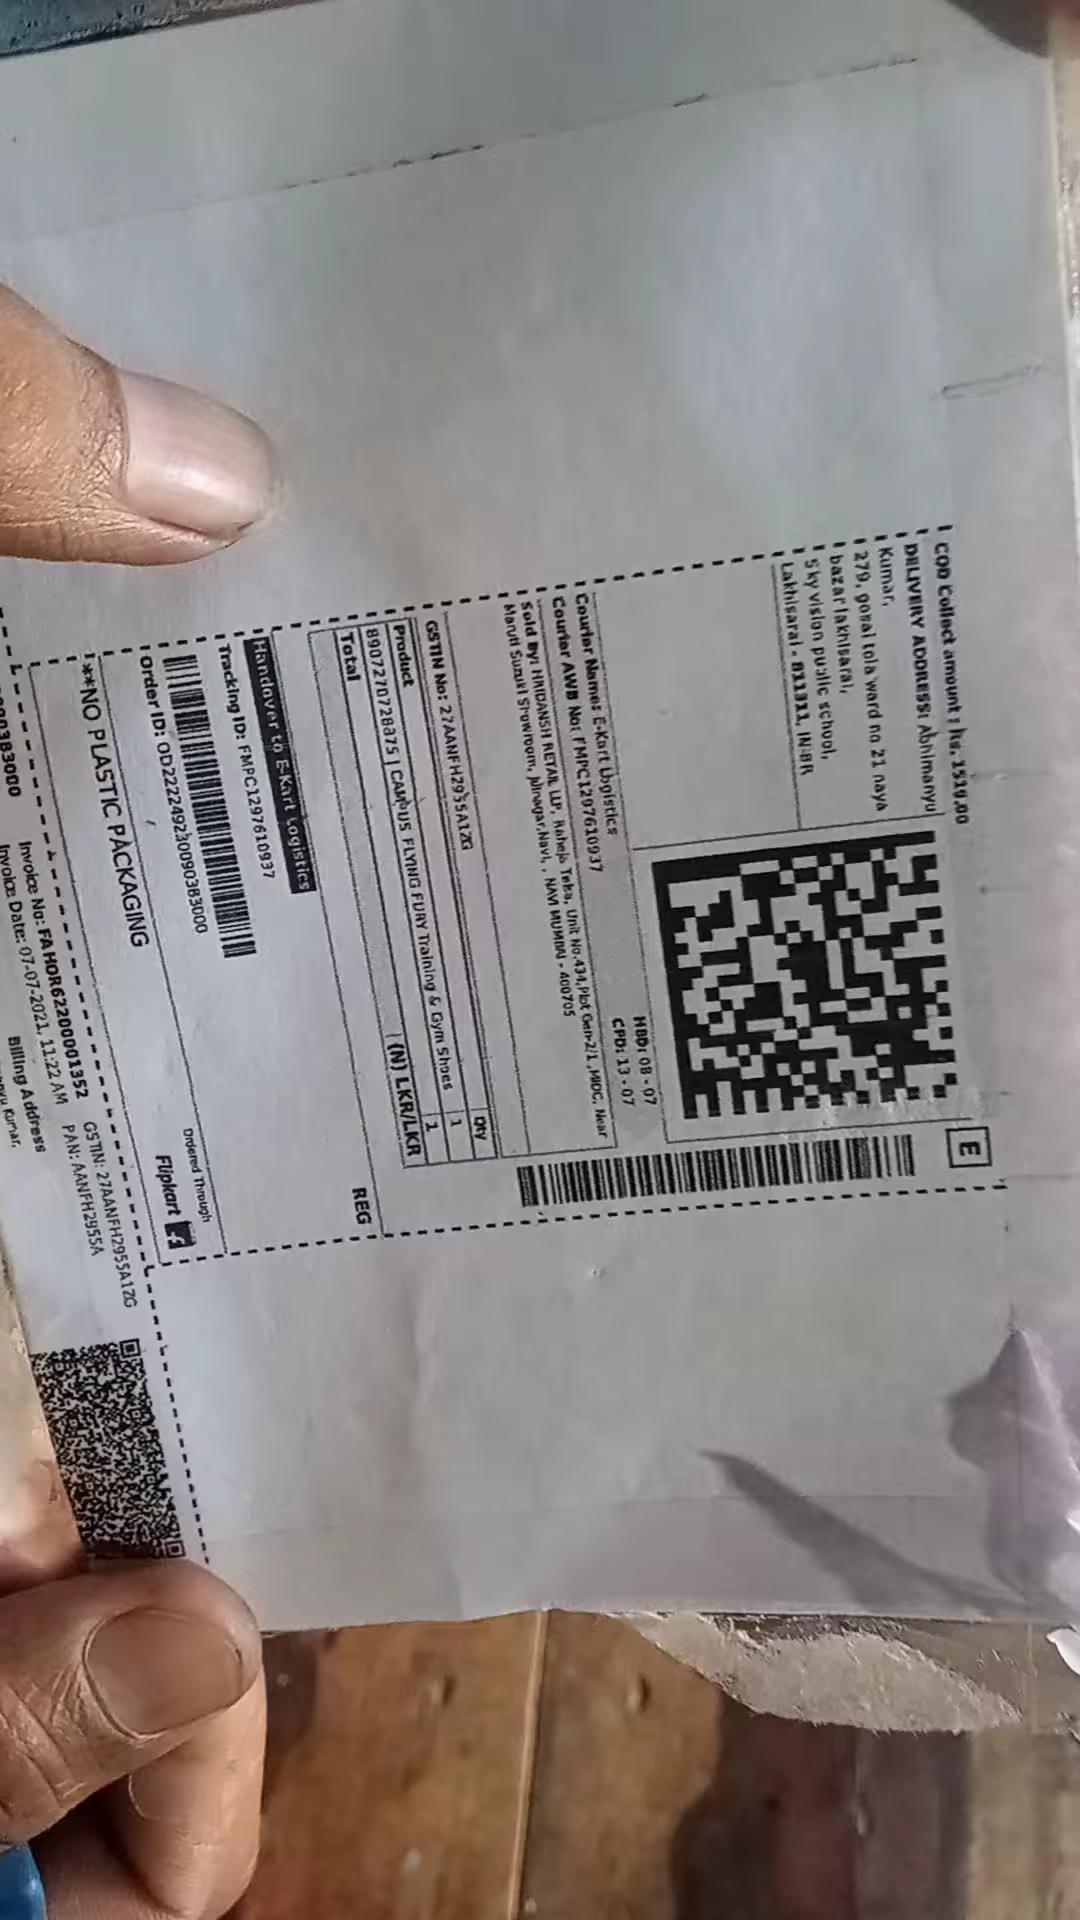 COD Collect amount : Rs. 1519.00
DELIVERY ADDRESS: Abhimanyu
Kumar,
279, gosai tola ward no 21 naya
bazar lakhisarai,
Sky vision public school,
Lakhisarai - 811311, IN-BR
E
HBD: 08 - 07
CPD: 13 - 07
Courier Name: E-Kart Logistics
Courier AWB No: FMPC1297610937
Sold By: HRIDANSH RETAIL LLP, Raheja Tesla, Unit No.434,Plot Gen-2/1 ,MIDC, Near
Maruti Suzuki Showroom, Juinagar,Navi, , NAVI MUMBAI - 400705
GSTIN No: 27AANFH2955A1ZG
Product Qty
8907270728375 | CAMPUS FLYING FURY Training & Gym Shoes 1
Total 1
(N) LKR/LKR
Handover to E-Kart Logistics
REG
Tracking ID: FMPC1297610937
Order ID: OD222249230090383000
Ordered Through
Flipkart
**NO PLASTIC PACKAGING
Invoice No: FAHOR62200001352 GSTIN: 27AANFH2955A1ZG
Invoice Date: 07-07-2021, 11:22 AM PAN: AANFH2955A
Billing Address
Kumar,